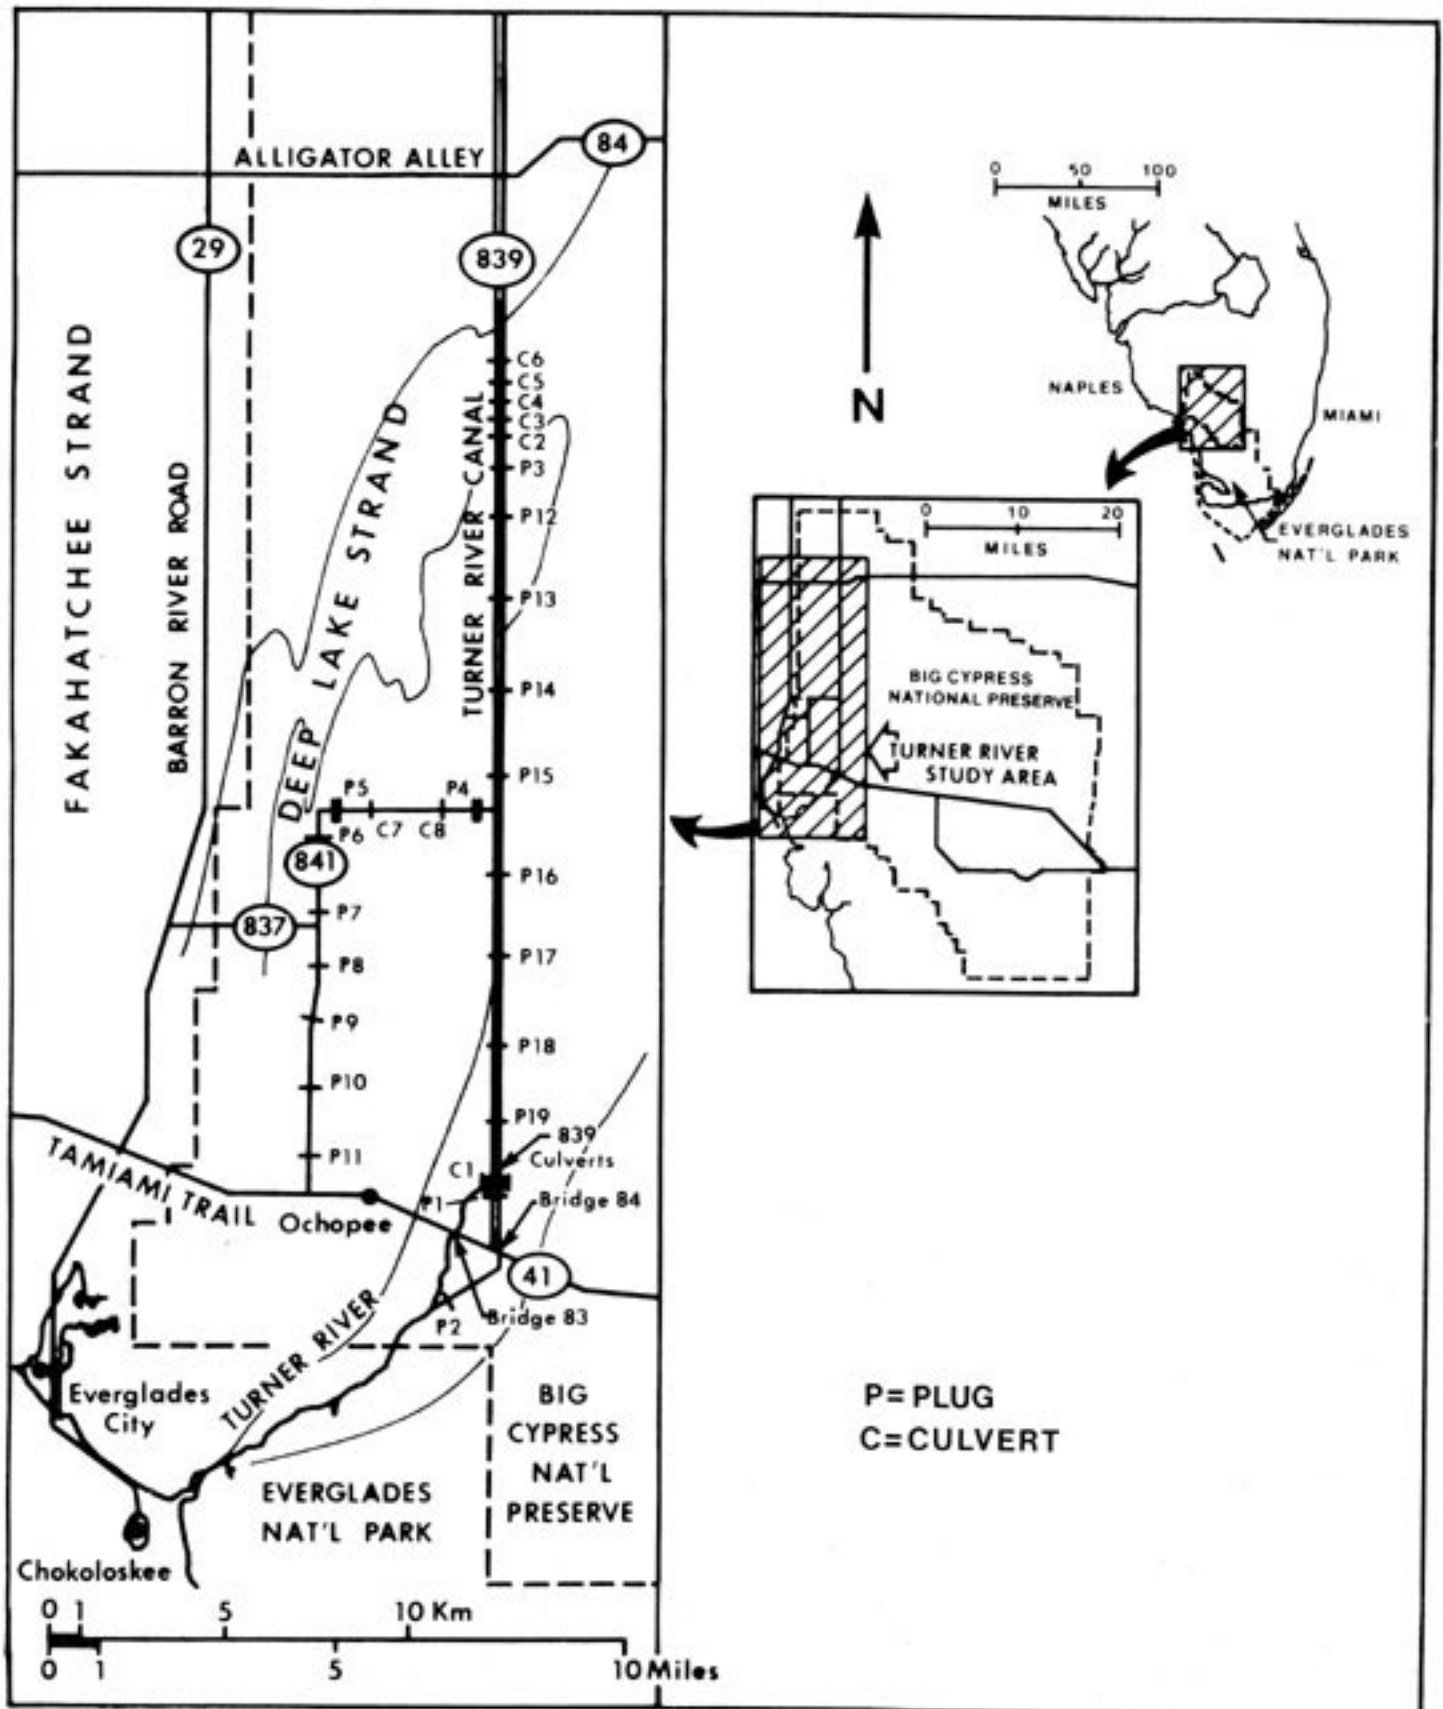 ALLIGATOR ALLEY
84
29
839
FAKAHATCHEE STRAND
BARRON RIVER ROAD
DEEP LAKE STRAND
TURNER RIVER CANAL
C6
C5
C4
C3
C2
P3
P12
P13
P14
P15
P5
P4
C7
C8
P6
841
P16
P7
837
P8
P17
P9
P18
P10
P19
P11
839
Culverts
C1
P1
Bridge 84
TAMIAMI TRAIL
Ochopee
41
Bridge 83
P2
TURNER RIVER
Everglades
City
BIG
CYPRESS
NAT'L
PRESERVE
EVERGLADES
NAT'L PARK
Chokoloskee
0 1 5 10 Km
0 1 5 10 Miles
0 50 100
MILES
N
NAPLES
MIAMI
EVERGLADES
NAT'L PARK
0 10 20
MILES
BIG CYPRESS
NATIONAL PRESERVE
TURNER RIVER
STUDY AREA
P=PLUG
C=CULVERT